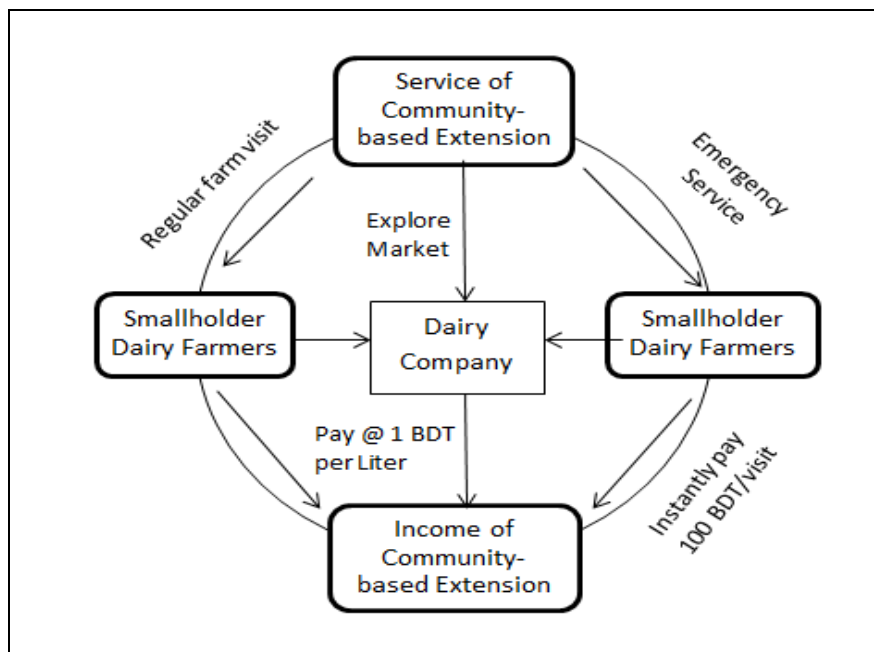 Service of
Community-
based Extension
Regular farm visit
Emergency
Service
Explore
Market
Smallholder
Dairy Farmers
Dairy
Company
Smallholder
Dairy Farmers
Pay @ 1 BDT
per Liter
Instantly pay
100 BDT/visit
Income of
Community-
based Extension